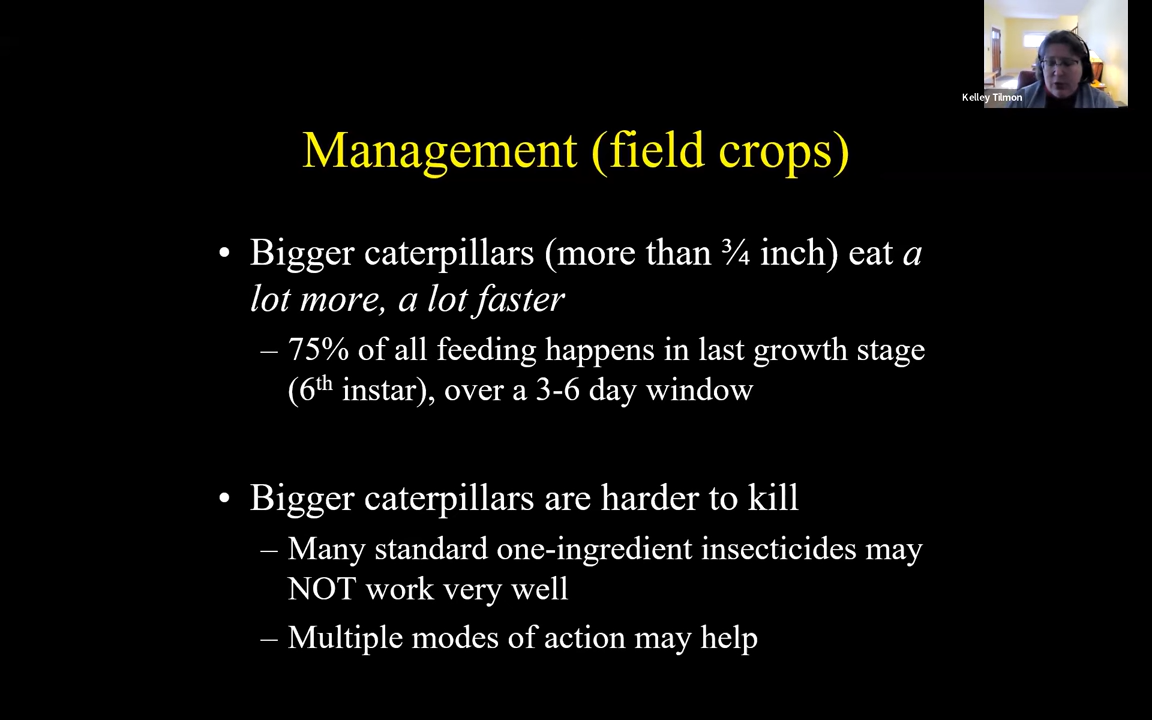 Kelley Tilmon
Management (field crops)
• Bigger caterpillars (more than ¾ inch) eat a
lot more, a lot faster
– 75% of all feeding happens in last growth stage
(6th instar), over a 3-6 day window
• Bigger caterpillars are harder to kill
– Many standard one-ingredient insecticides may
NOT work very well
– Multiple modes of action may help